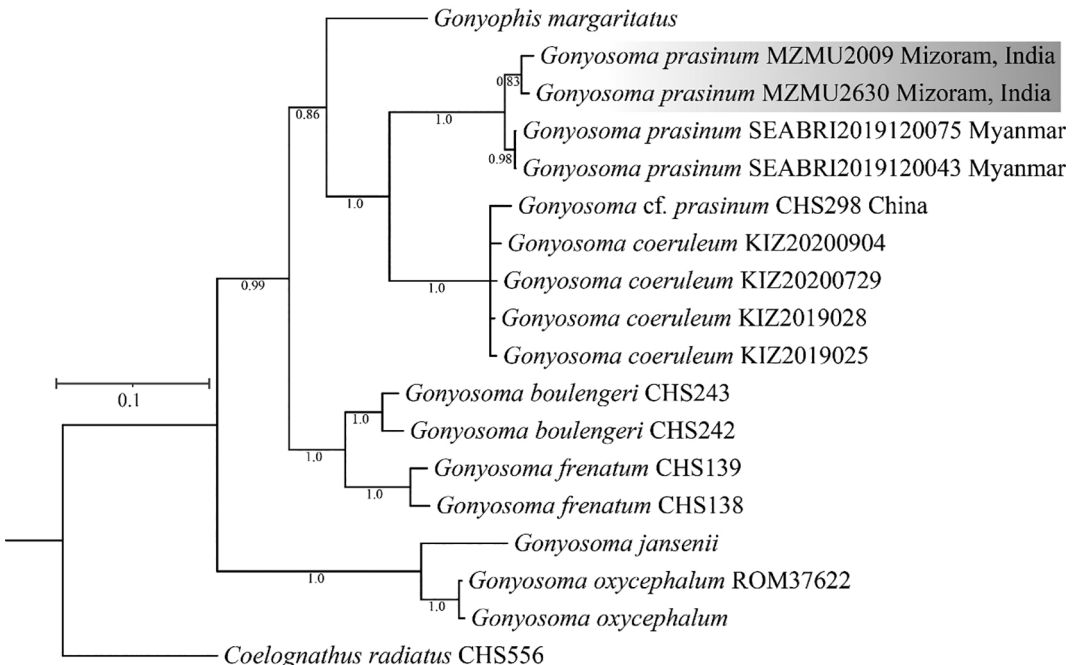 Gonyophis margaritatus
Gonyosoma prasinum MZMU2009 Mizoram, India
0.83
Gonyosoma prasinum MZMU2630 Mizoram, India
0.86
1.0
Gonyosoma prasinum SEABRI2019120075 Myanmar
0.98
Gonyosoma prasinum SEABRI2019120043 Myanmar
1.0
Gonyosoma cf. prasinum CHS298 China
Gonyosoma coeruleum KIZ20200904
Gonyosoma coeruleum KIZ20200729
0.99
1.0
Gonyosoma coeruleum KIZ2019028
Gonyosoma coeruleum KIZ2019025
0.1
Gonyosoma boulengeri CHS243
1.0
Gonyosoma boulengeri CHS242
1.0
Gonyosoma frenatum CHS139
1.0
Gonyosoma frenatum CHS138
Gonyosoma jansenii
1.0
Gonyosoma oxycephalum ROM37622
1.0
Gonyosoma oxycephalum
Coelognathus radiatus CHS556